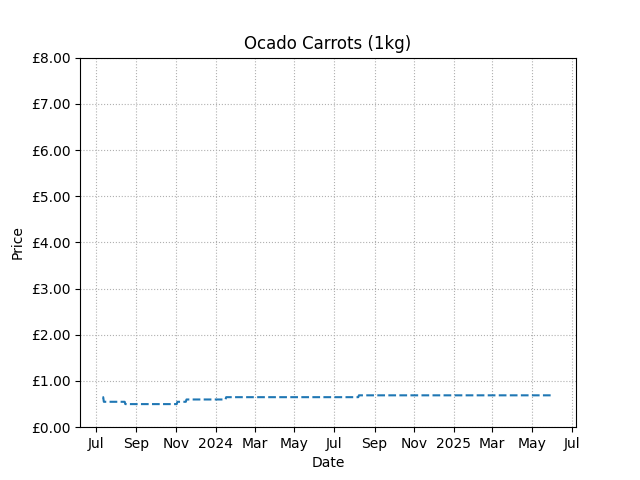 Ocado Carrots (1kg)
£8.00
£7.00
£6.00
£5.00
£4.00
£3.00
£2.00
£1.00
£0.00
Price
Jul Sep Nov 2024 Mar May Jul Sep Nov 2025 Mar May Jul
Date